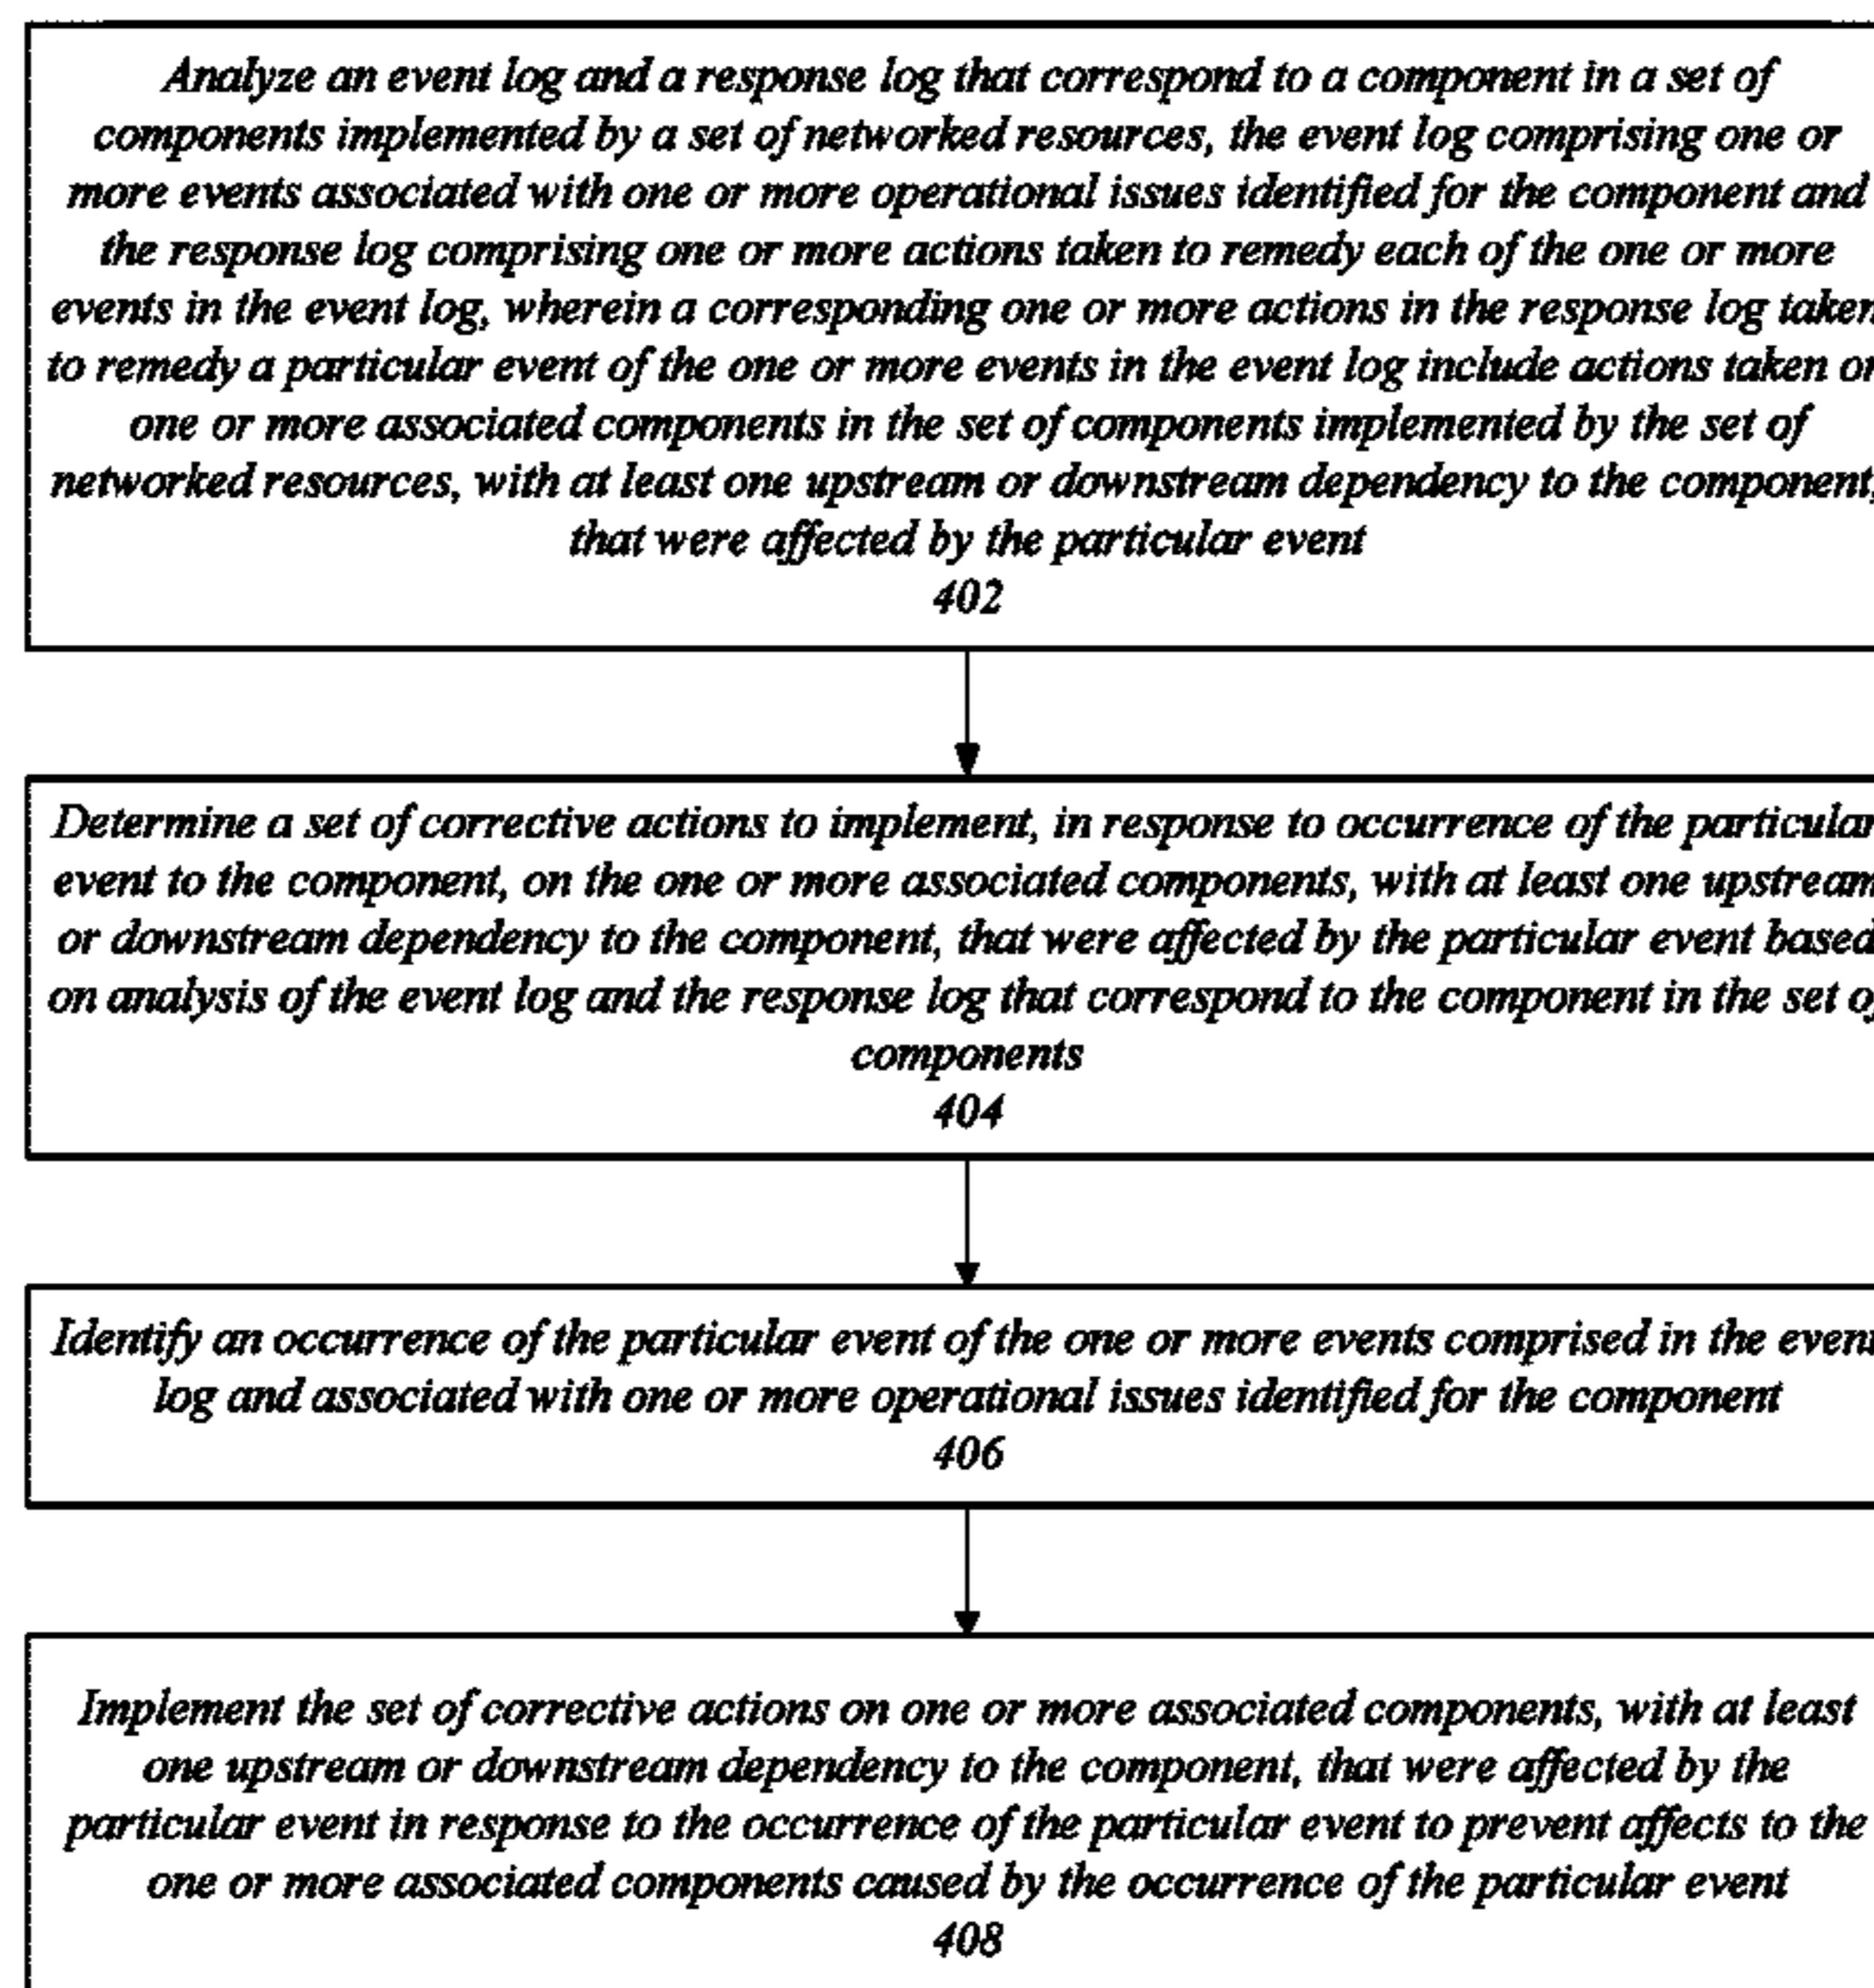 Analyze an event log and a response log that correspond to a component in a set of
components implemented by a set of networked resources, the event log comprising one or
more events associated with one or more operational issues identified for the component and
the response log comprising one or more actions taken to remedy each of the one or more
events in the event log, wherein a corresponding one or more actions in the response log taken
to remedy a particular event of the one or more events in the event log include actions taken on
one or more associated components in the set of components implemented by the set of
networked resources, with at least one upstream or downstream dependency to the component,
that were affected by the particular event
402
Determine a set of corrective actions to implement, in response to occurrence of the particular
event to the component, on the one or more associated components, with at least one upstream
or downstream dependency to the component, that were affected by the particular event based
on analysis of the event log and the response log that correspond to the component in the set of
components
404
Identify an occurrence of the particular event of the one or more events comprised in the event
log and associated with one or more operational issues identified for the component
406
Implement the set of corrective actions on one or more associated components, with at least
one upstream or downstream dependency to the component, that were affected by the
particular event in response to the occurrence of the particular event to prevent affects to the
one or more associated components caused by the occurrence of the particular event
408